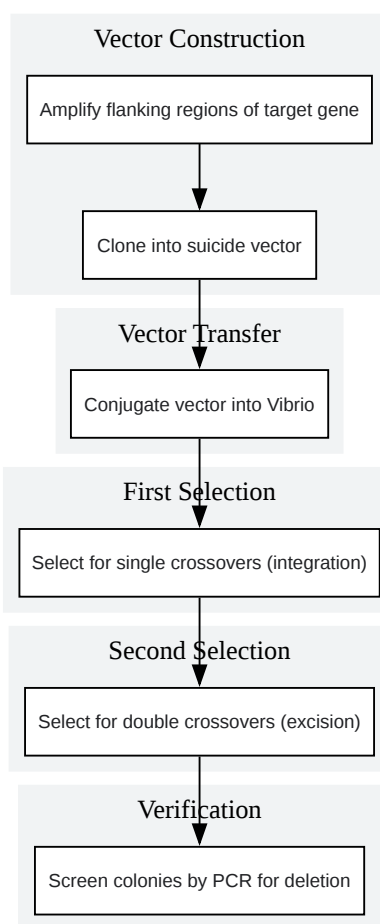 Vector Construction
Amplify flanking regions of target gene
Clone into suicide vector
Vector Transfer
Conjugate vector into Vibrio
First Selection
Select for single crossovers (integration)
Second Selection
Select for double crossovers (excision)
Verification
Screen colonies by PCR for deletion